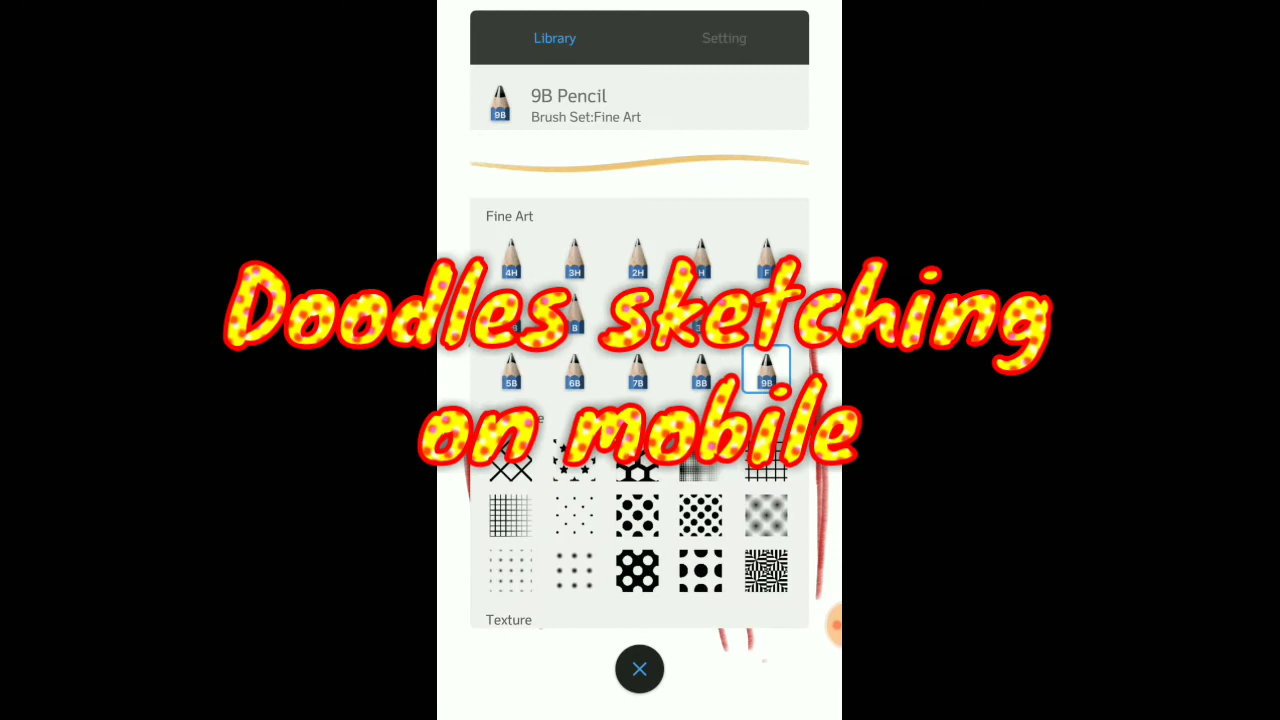 Library Setting
9B Pencil
9B
Brush Set:Fine Art
Fine Art
4H 3H 2H H F
B
Doodles sketching
5B 6B 7B 8B 9B
on mobile
Texture